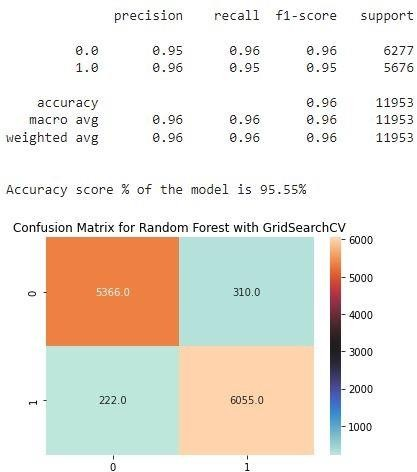 precision recall f1-score support
0.0 0.95 0.96 0.96 6277
1.0 0.96 0.95 0.95 5676
accuracy 0.96 11953
macro avg 0.96 0.96 0.96 11953
weighted avg 0.96 0.96 0.96 11953
Accuracy score % of the model is 95.55%
Confusion Matrix for Random Forest with GridSearchCV
6000
5000
4000
3000
2000
1000
0
5366.0 310.0
1
222.0 6055.0
0 1